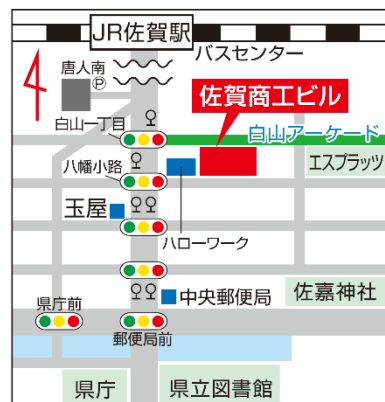 JR佐賀駅
バスセンター
唐人南
Ⓟ
佐賀商工ビル
白山一丁目
白山アーケード
八幡小路
エスプラッツ
玉屋
ハローワーク
中央郵便局
佐嘉神社
県庁前
郵便局前
県庁
県立図書館